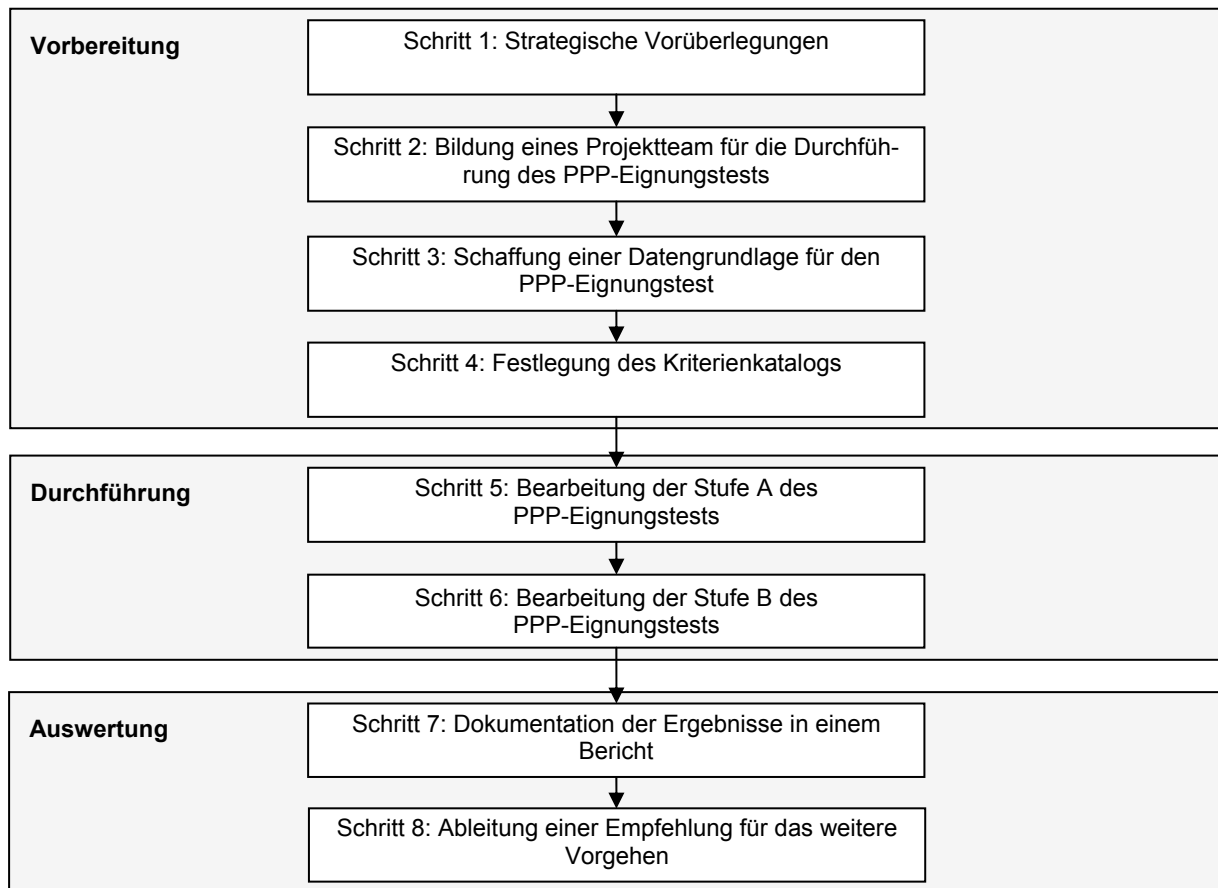 Vorbereitung
Schritt 1: Strategische Vorüberlegungen
Schritt 2: Bildung eines Projektteam für die Durchfüh-
rung des PPP-Eignungstests
Schritt 3: Schaffung einer Datengrundlage für den
PPP-Eignungstest
Schritt 4: Festlegung des Kriterienkatalogs
Durchführung
Schritt 5: Bearbeitung der Stufe A des
PPP-Eignungstests
Schritt 6: Bearbeitung der Stufe B des
PPP-Eignungstests
Auswertung
Schritt 7: Dokumentation der Ergebnisse in einem
Bericht
Schritt 8: Ableitung einer Empfehlung für das weitere
Vorgehen